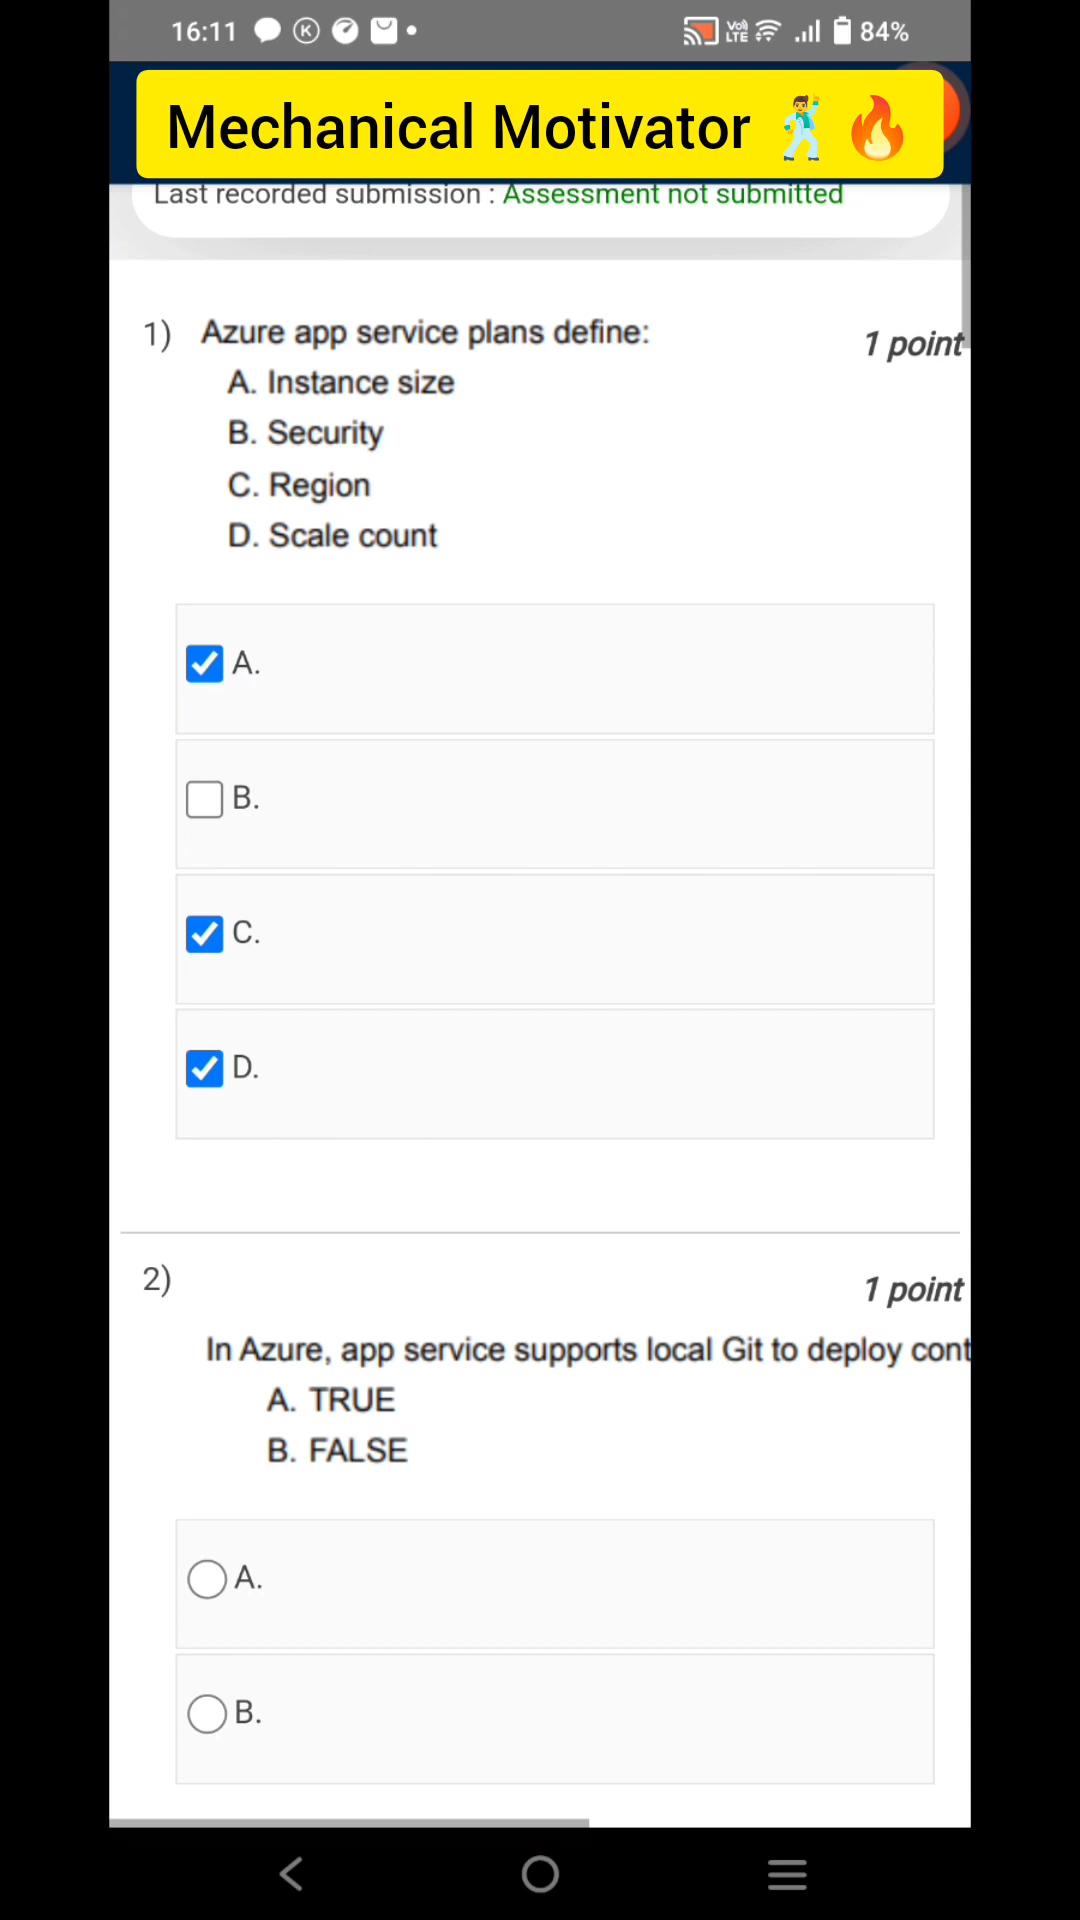 16:11
Vo) LTE
84%
Mechanical Motivator 🕺 🔥
Last recorded submission : Assessment not submitted
1) Azure app service plans define:
1 point
A. Instance size
B. Security
C. Region
D. Scale count
A.
B.
C.
D.
2)
1 point
In Azure, app service supports local Git to deploy cont
A. TRUE
B. FALSE
A.
B.